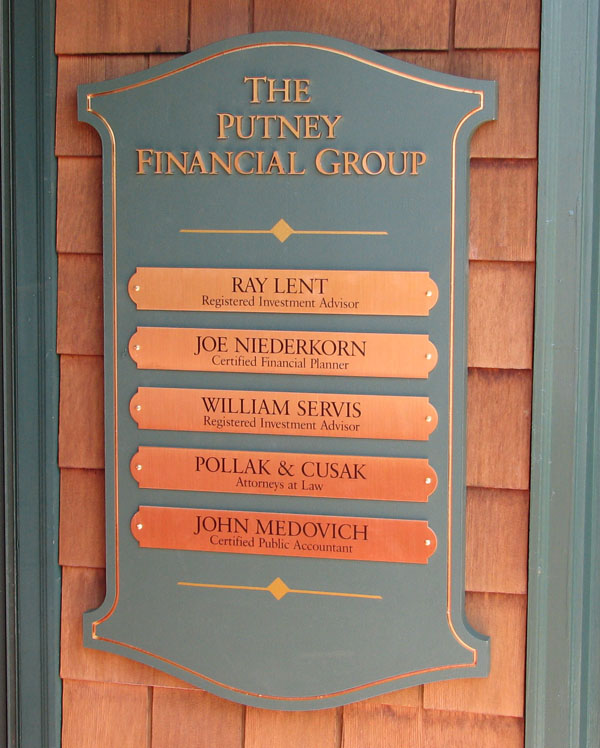 THE
PUTNEY
FINANCIAL GROUP
RAY LENT
Registered Investment Advisor
JOE NIEDERKORN
Certified Financial Planner
WILLIAM SERVIS
Registered Investment Advisor
POLLAK & CUSAK
Attorneys at Law
JOHN MEDOVICH
Certified Public Accountant